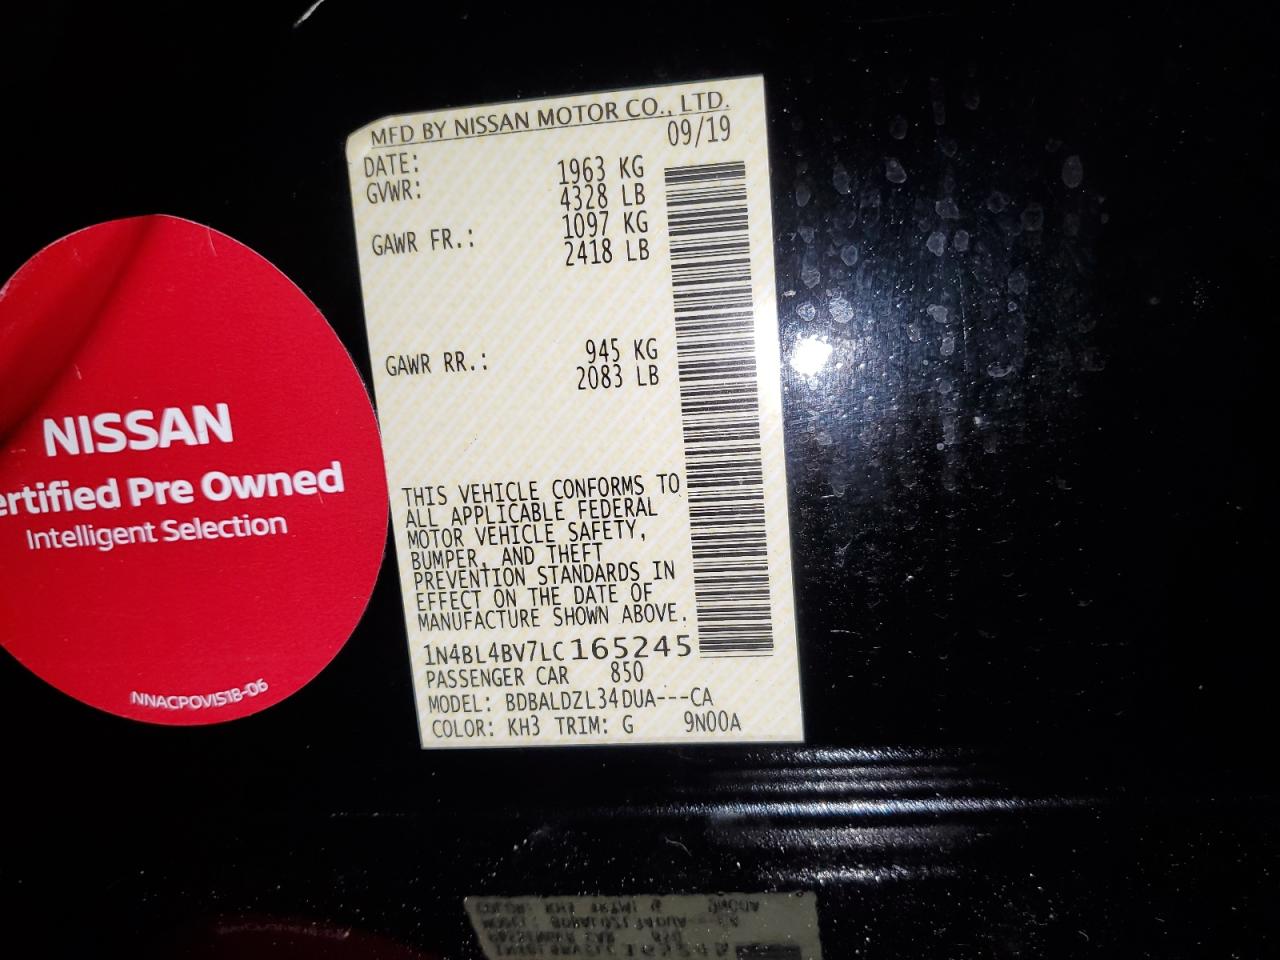 MFD BY NISSAN MOTOR CO., LTD.
DATE: 09/19
GVWR: 1963 KG
4328 LB
GAWR FR.: 1097 KG
2418 LB
GAWR RR.: 945 KG
2083 LB
THIS VEHICLE CONFORMS TO
ALL APPLICABLE FEDERAL
MOTOR VEHICLE SAFETY,
BUMPER, AND THEFT
PREVENTION STANDARDS IN
EFFECT ON THE DATE OF
MANUFACTURE SHOWN ABOVE.
1N4BL4BV7LC165245
PASSENGER CAR 850
MODEL: BDBALDZL34DUA---CA
COLOR: KH3 TRIM: G 9N00A
NISSAN
ertified Pre Owned
Intelligent Selection
NNACPOVIS18-06